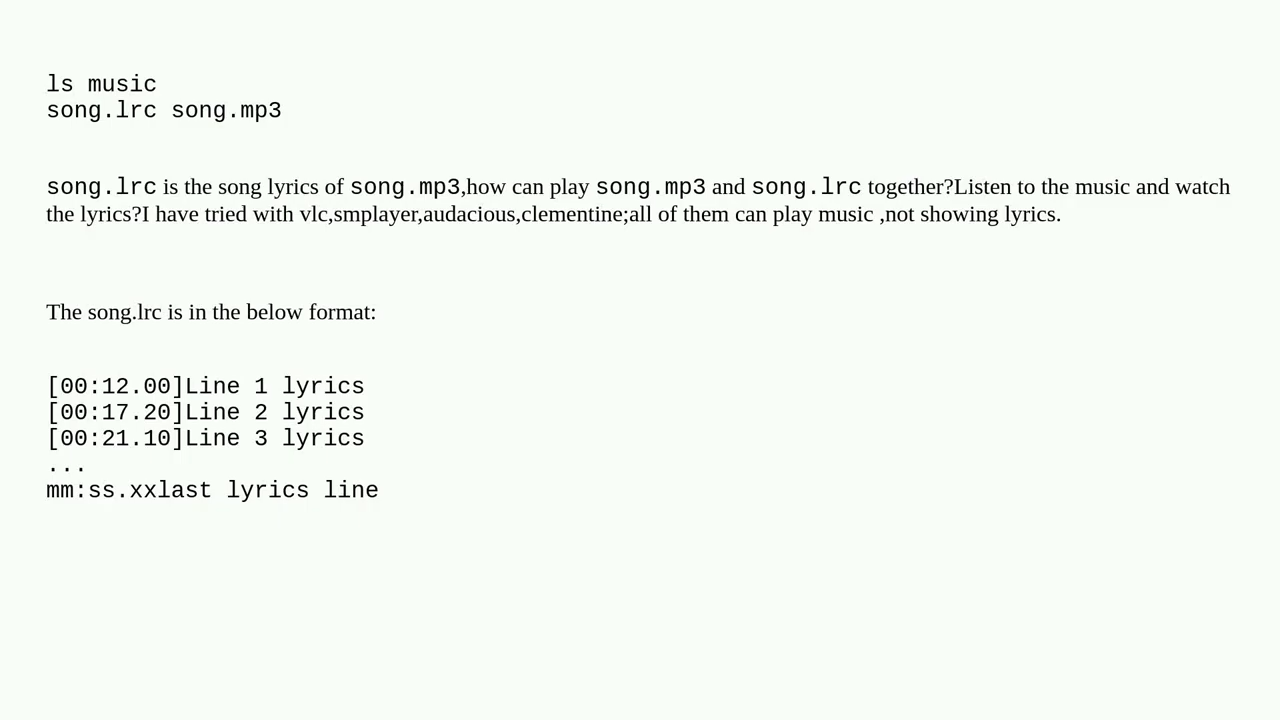 ls music
song.lrc song.mp3
song.lrc is the song lyrics of song.mp3,how can play song.mp3 and song.lrc together?Listen to the music and watch
the lyrics?I have tried with vlc,smplayer,audacious,clementine;all of them can play music ,not showing lyrics.
The song.lrc is in the below format:
[00:12.00]Line 1 lyrics
[00:17.20]Line 2 lyrics
[00:21.10]Line 3 lyrics
...
mm:ss.xxlast lyrics line